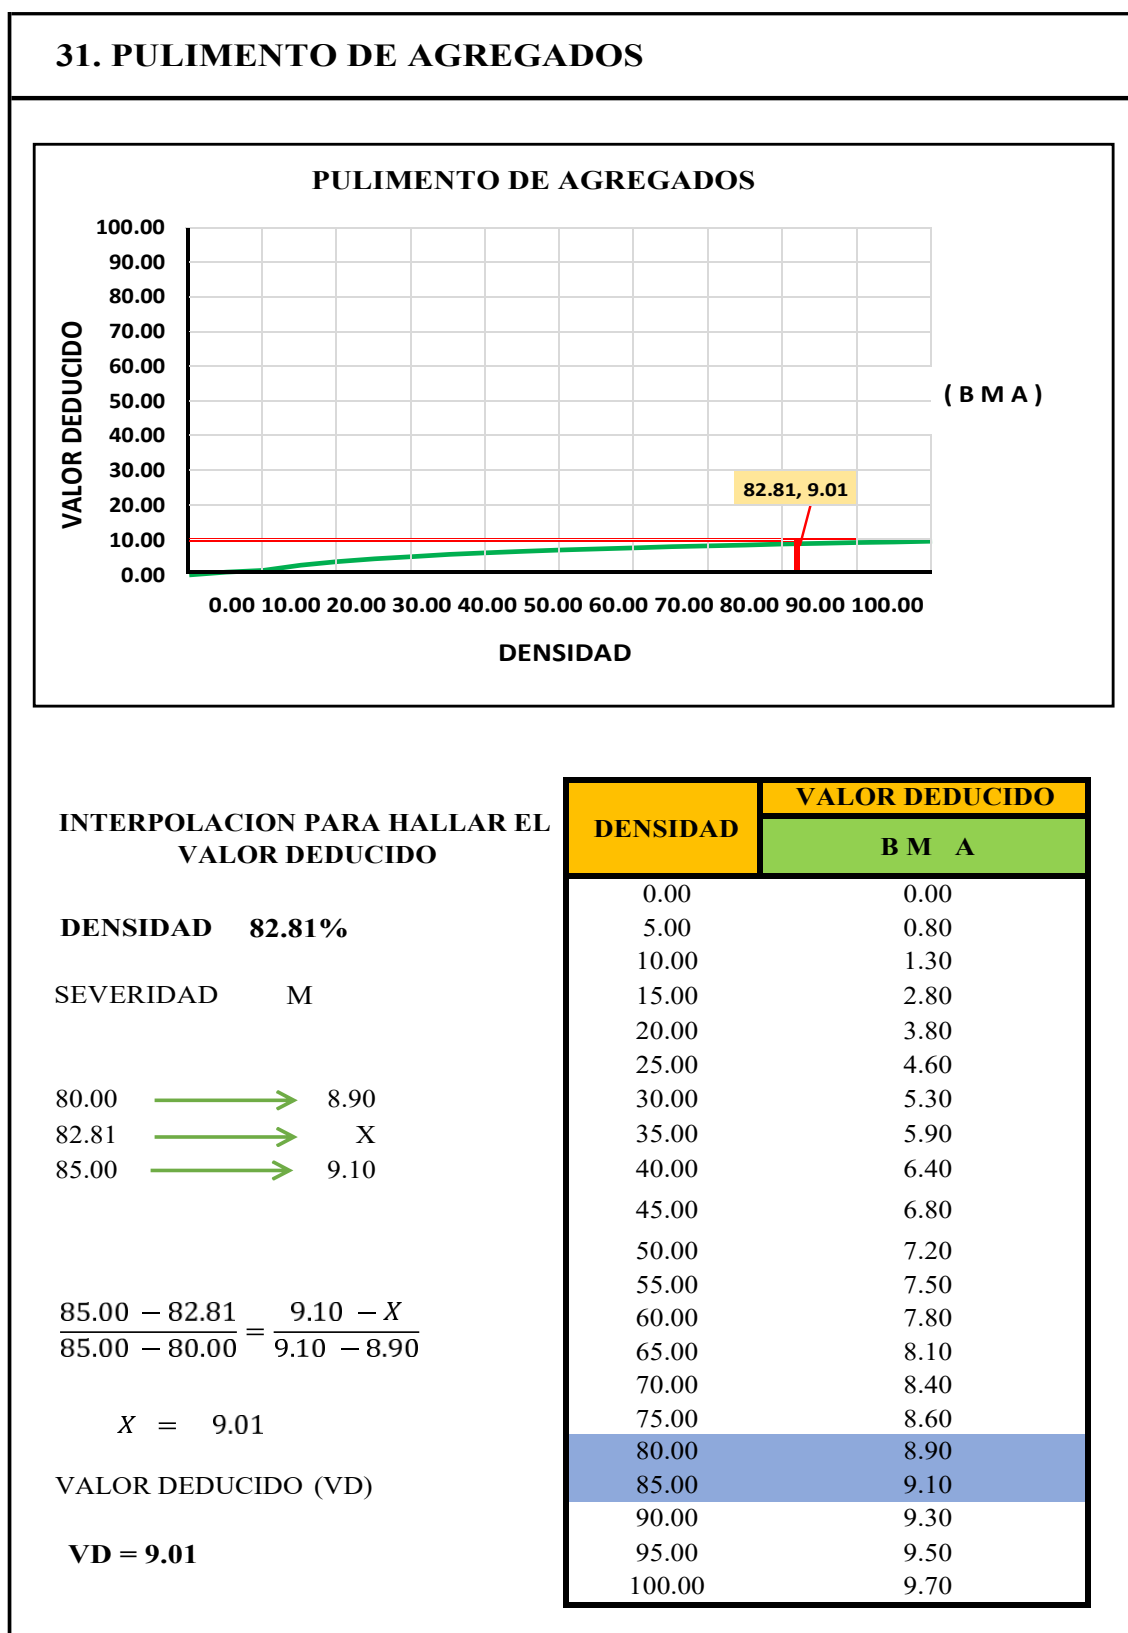 31. PULIMENTO DE AGREGADOS
PULIMENTO DE AGREGADOS
100.00
90.00
80.00
70.00
60.00
50.00
40.00
30.00
20.00
10.00
0.00
VALOR DEDUCIDO
( B M A )
82.81, 9.01
0.00 10.00 20.00 30.00 40.00 50.00 60.00 70.00 80.00 90.00 100.00
DENSIDAD
INTERPOLACION PARA HALLAR EL
VALOR DEDUCIDO
DENSIDAD 82.81%
SEVERIDAD M
80.00 8.90
82.81 X
85.00 9.10
85.00 − 82.81 9.10 − X
=
85.00 − 80.00 9.10 − 8.90
X = 9.01
VALOR DEDUCIDO (VD)
VD = 9.01
DENSIDAD VALOR DEDUCIDO
B M A
0.00 0.00
5.00 0.80
10.00 1.30
15.00 2.80
20.00 3.80
25.00 4.60
30.00 5.30
35.00 5.90
40.00 6.40
45.00 6.80
50.00 7.20
55.00 7.50
60.00 7.80
65.00 8.10
70.00 8.40
75.00 8.60
80.00 8.90
85.00 9.10
90.00 9.30
95.00 9.50
100.00 9.70